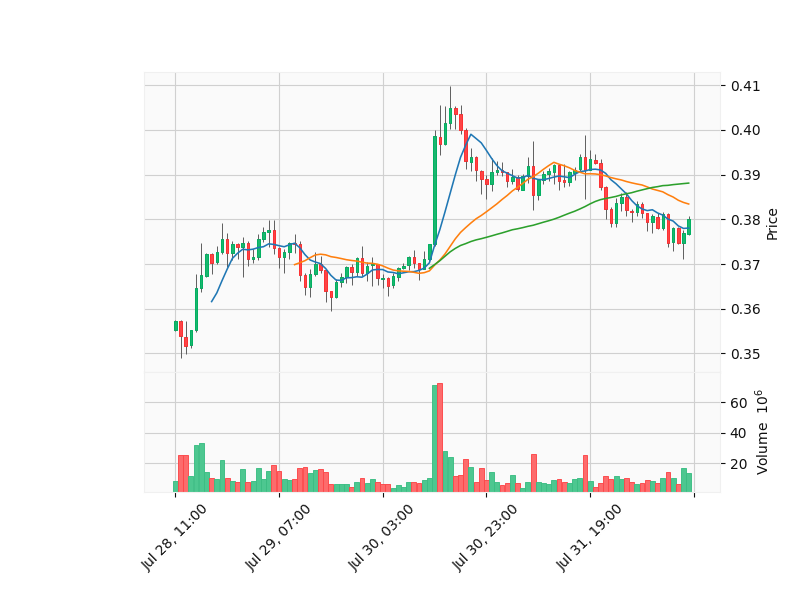 0.41
0.40
0.39
0.38
0.37
0.36
0.35
Price
60
40
20
Volume 10^6
Jul 28, 11:00
Jul 29, 07:00
Jul 30, 03:00
Jul 30, 23:00
Jul 31, 19:00